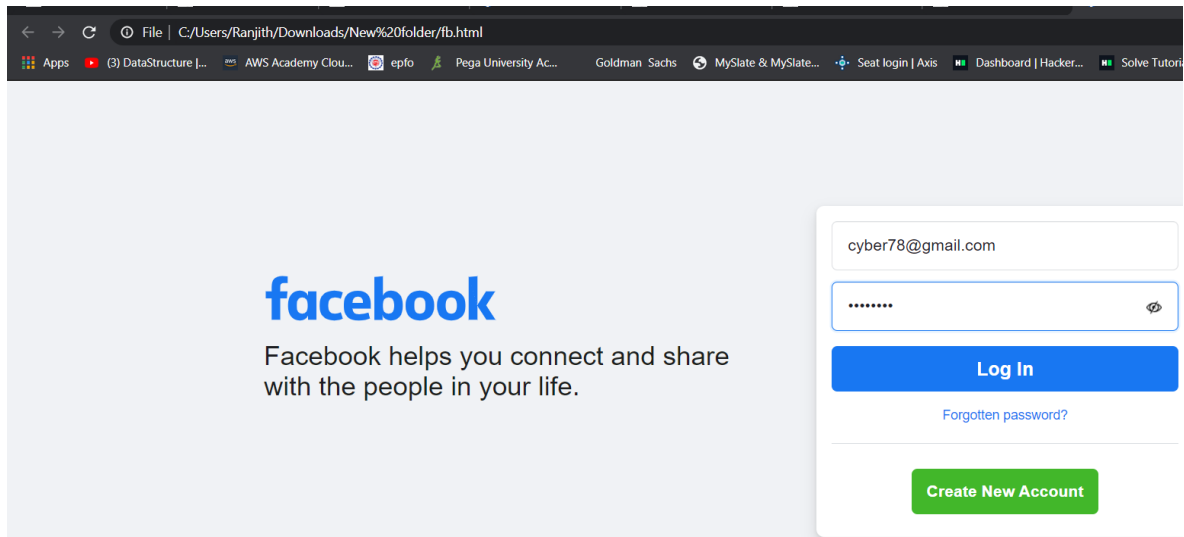 File | C:/Users/Ranjith/Downloads/New%20folder/fb.html
Apps (3) DataStructure |... aws AWS Academy Clou... epfo Pega University Ac... Goldman Sachs MySlate & MySlate... Seat login | Axis Dashboard | Hacker... Solve Tutori
cyber78@gmail.com
facebook
••••••••
Facebook helps you connect and share
with the people in your life.
Log In
Forgotten password?
Create New Account